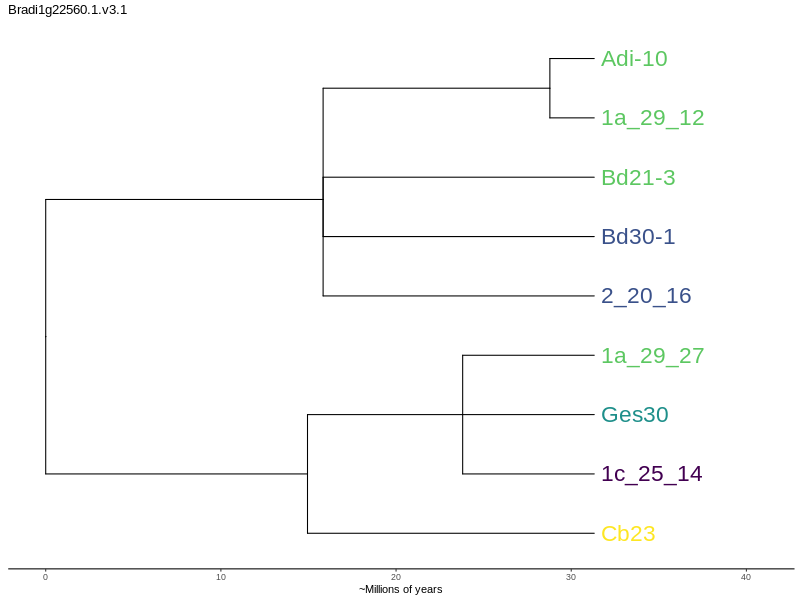 Bradi1g22560.1.v3.1
Adi-10
1a_29_12
Bd21-3
Bd30-1
2_20_16
1a_29_27
Ges30
1c_25_14
Cb23
0 10 20 30 40
~Millions of years